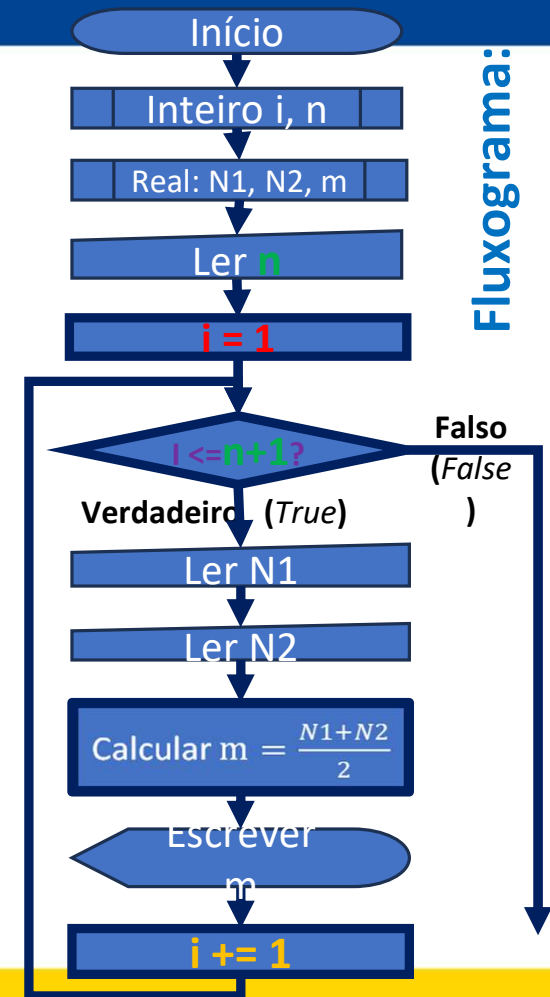 Início
Fluxograma:
Inteiro i, n
Real: N1, N2, m
Ler n
i = 1
I <=n+1?
Falso
(False
)
Verdadeiro (True)
Ler N1
Ler N2
Calcular m = \frac{N1+N2}{2}
Escrever
m
i += 1